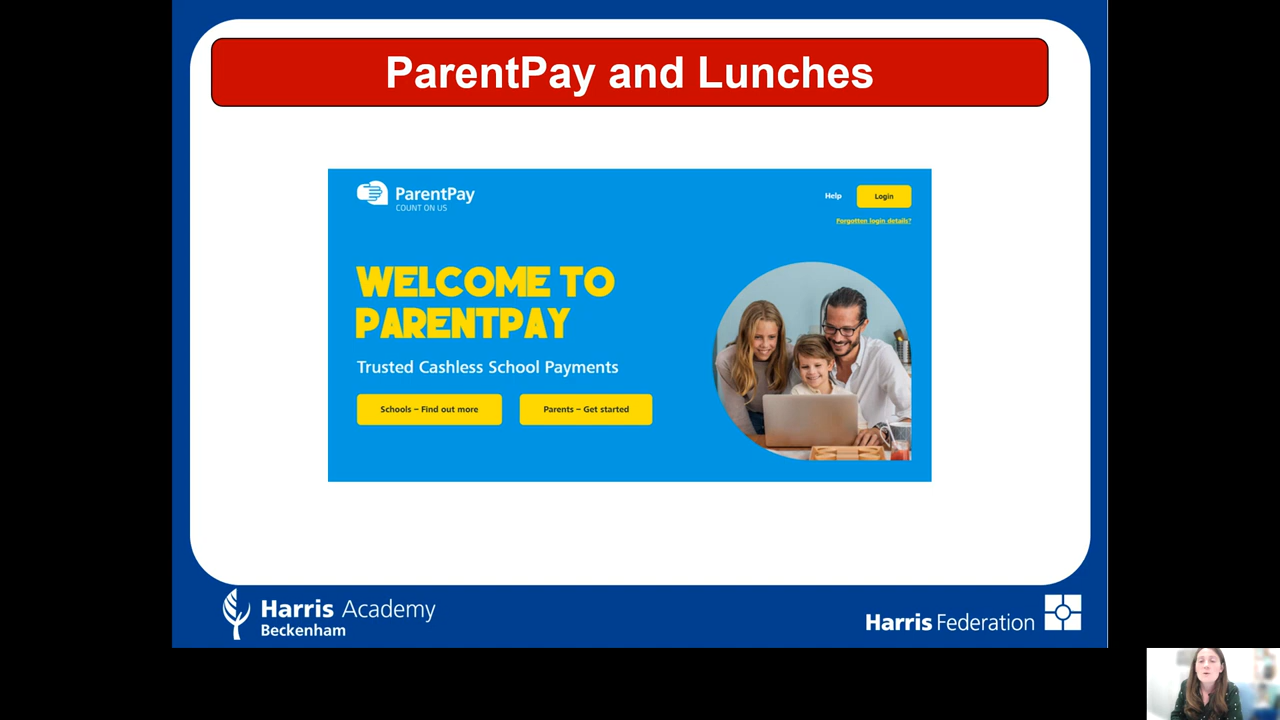 ParentPay and Lunches
ParentPay
COUNT ON US
Help
Login
Forgotten login details?
WELCOME TO
PARENTPAY
Trusted Cashless School Payments
Schools – Find out more
Parents – Get started
Harris Academy
Beckenham
Harris Federation